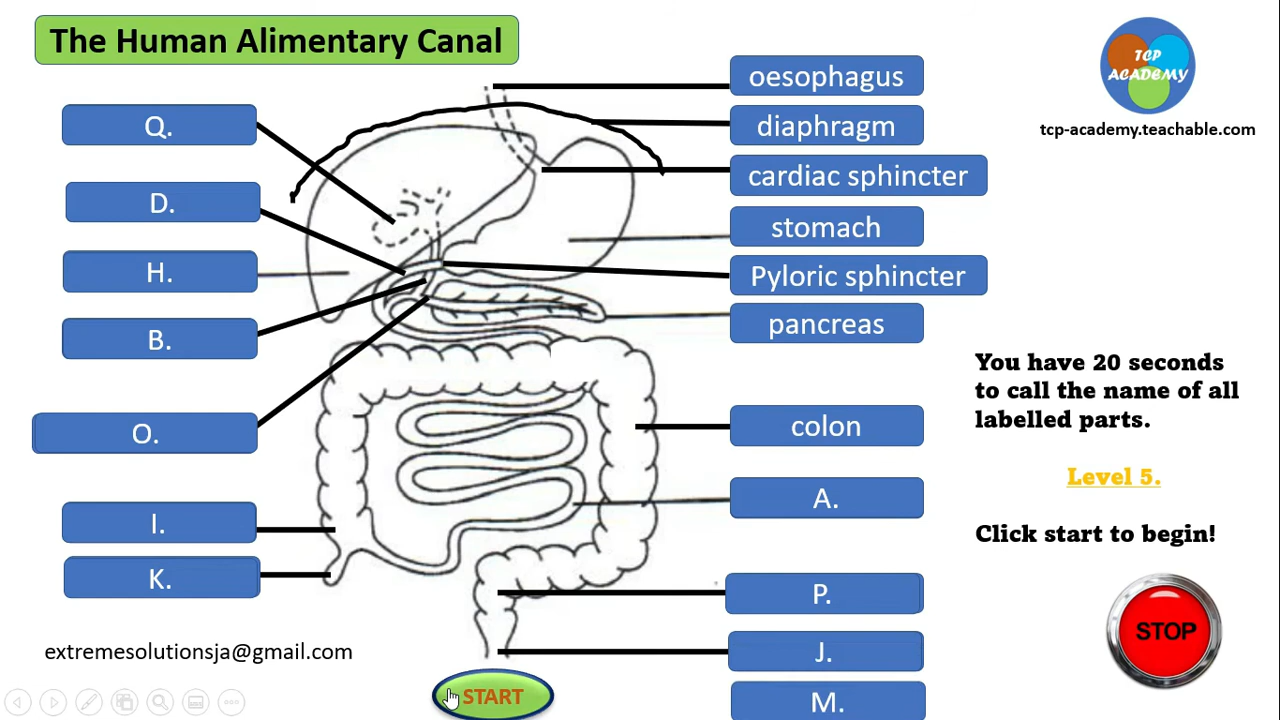 The Human Alimentary Canal
TCP
ACADEMY
tcp-academy.teachable.com
Q.
D.
H.
B.
O.
I.
K.
oesophagus
diaphragm
cardiac sphincter
stomach
Pyloric sphincter
pancreas
colon
A.
P.
J.
M.
You have 20 seconds
to call the name of all
labelled parts.
Level 5.
Click start to begin!
STOP
extremesolutionsja@gmail.com
START